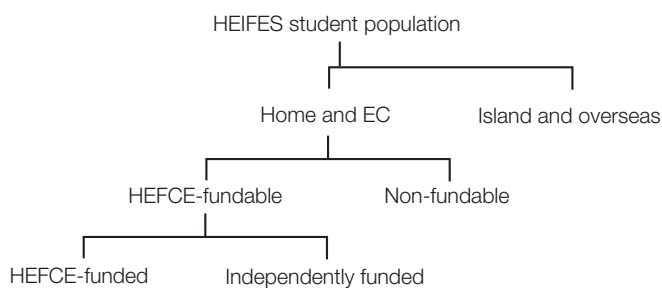 HEIFES student population
Home and EC
Island and overseas
HEFCE-fundable
Non-fundable
HEFCE-funded
Independently funded